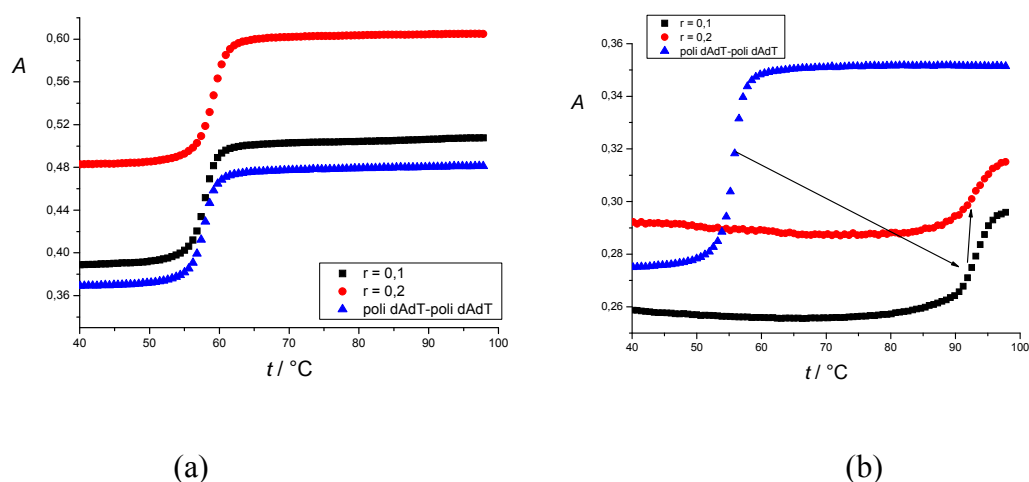 A
0,60
0,56
0,52
0,48
0,44
0,40
0,36
40 50 60 70 80 90 100
t / °C
r = 0,1
r = 0,2
poli dAdT-poli dAdT
(a)
r = 0,1
r = 0,2
poli dAdT-poli dAdT
A
0,36
0,34
0,32
0,30
0,28
0,26
40 50 60 70 80 90 100
t / °C
(b)